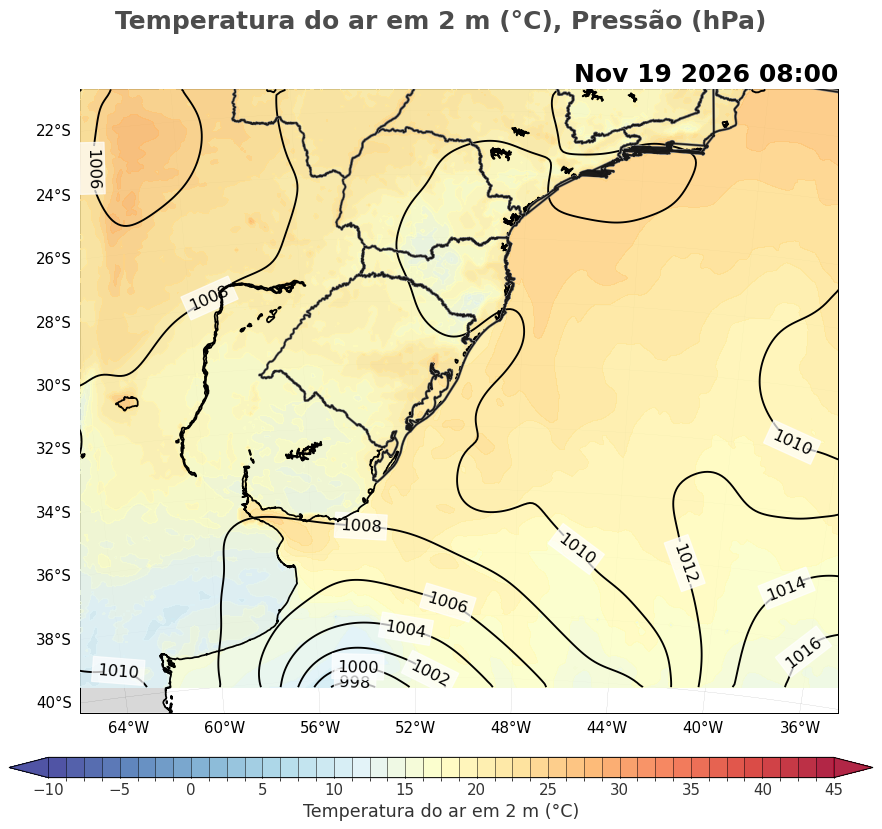 Temperatura do ar em 2 m (°C), Pressão (hPa)
Nov 19 2026 08:00
22°S
24°S
26°S
28°S
30°S
32°S
34°S
36°S
38°S
40°S
1006
1008
1010
1008
1010
1012
1014
1006
1004
1016
1010
1000
1002
998
64°W 60°W 56°W 52°W 48°W 44°W 40°W 36°W
−10 −5 0 5 10 15 20 25 30 35 40 45
Temperatura do ar em 2 m (°C)